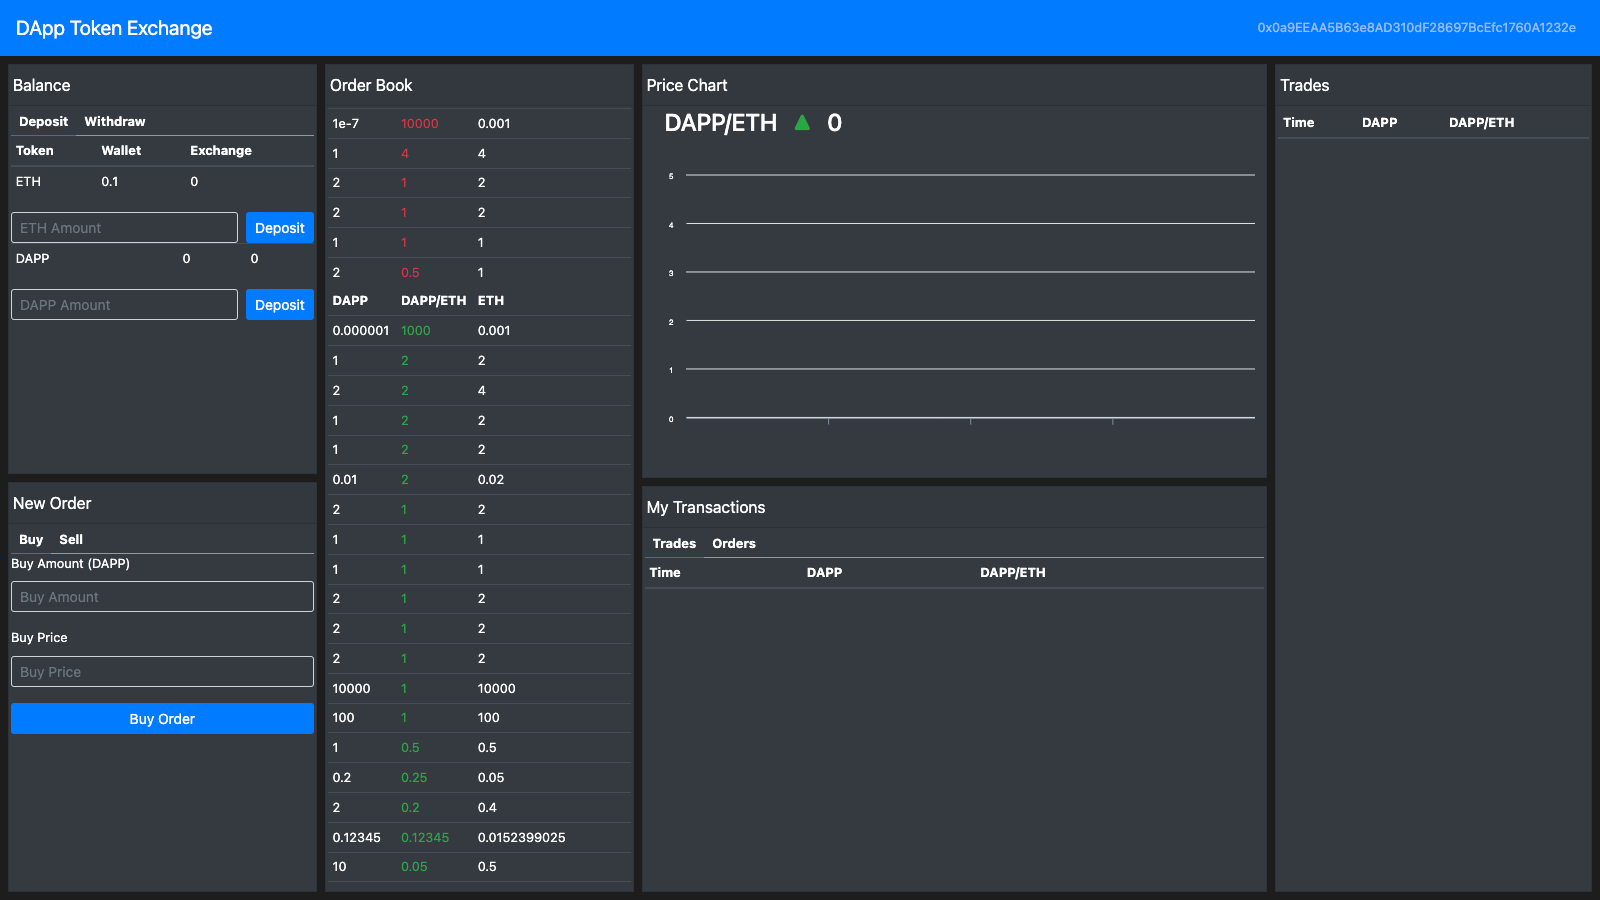 DApp Token Exchange
0x0a9EEAA5B63e8AD310dF28697BcEfc1760A1232e
Balance
Deposit Withdraw
Token Wallet Exchange
ETH 0.1 0
ETH Amount Deposit
DAPP 0 0
DAPP Amount Deposit
New Order
Buy Sell
Buy Amount (DAPP)
Buy Amount
Buy Price
Buy Price
Buy Order
Order Book
1e-7 10000 0.001
1 4 4
2 1 2
2 1 2
1 1 1
2 0.5 1
DAPP DAPP/ETH ETH
0.000001 1000 0.001
1 2 2
2 2 4
1 2 2
1 2 2
0.01 2 0.02
2 1 2
1 1 1
1 1 1
2 1 2
2 1 2
2 1 2
10000 1 10000
100 1 100
1 0.5 0.5
0.2 0.25 0.05
2 0.2 0.4
0.12345 0.12345 0.0152399025
10 0.05 0.5
Price Chart
DAPP/ETH ▲ 0
5
4
3
2
1
0
My Transactions
Trades Orders
Time DAPP DAPP/ETH
Trades
Time DAPP DAPP/ETH